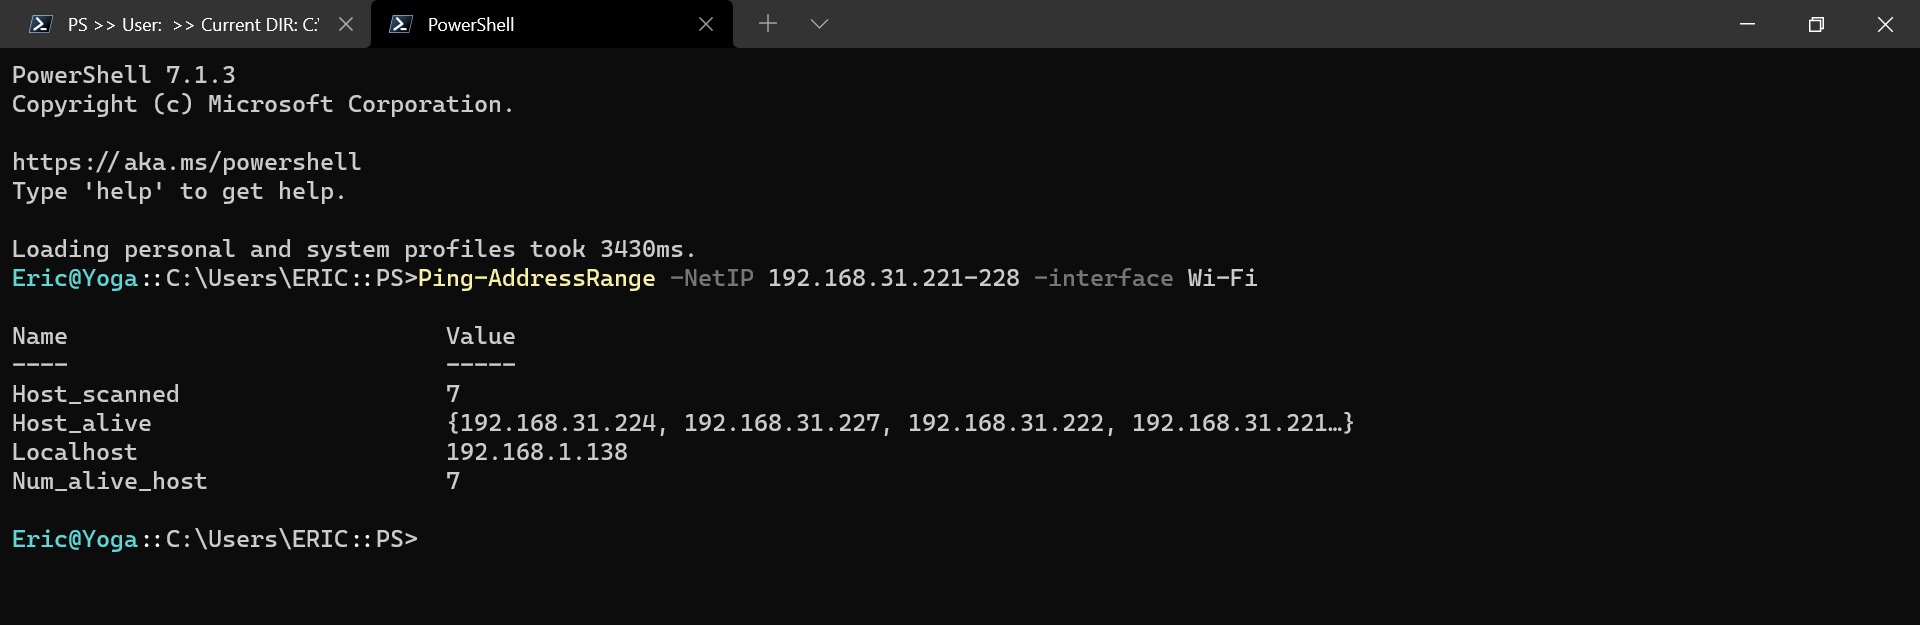 PS >> User:  >> Current DIR: C:\
PowerShell
PowerShell 7.1.3
Copyright (c) Microsoft Corporation.
https://aka.ms/powershell
Type 'help' to get help.
Loading personal and system profiles took 3430ms.
Eric@Yoga::C:\Users\ERIC::PS>Ping-AddressRange -NetIP 192.168.31.221-228 -interface Wi-Fi
Name                           Value
----                           -----
Host_scanned                   7
Host_alive                     {192.168.31.224, 192.168.31.227, 192.168.31.222, 192.168.31.221…}
Localhost                      192.168.1.138
Num_alive_host                 7
Eric@Yoga::C:\Users\ERIC::PS>